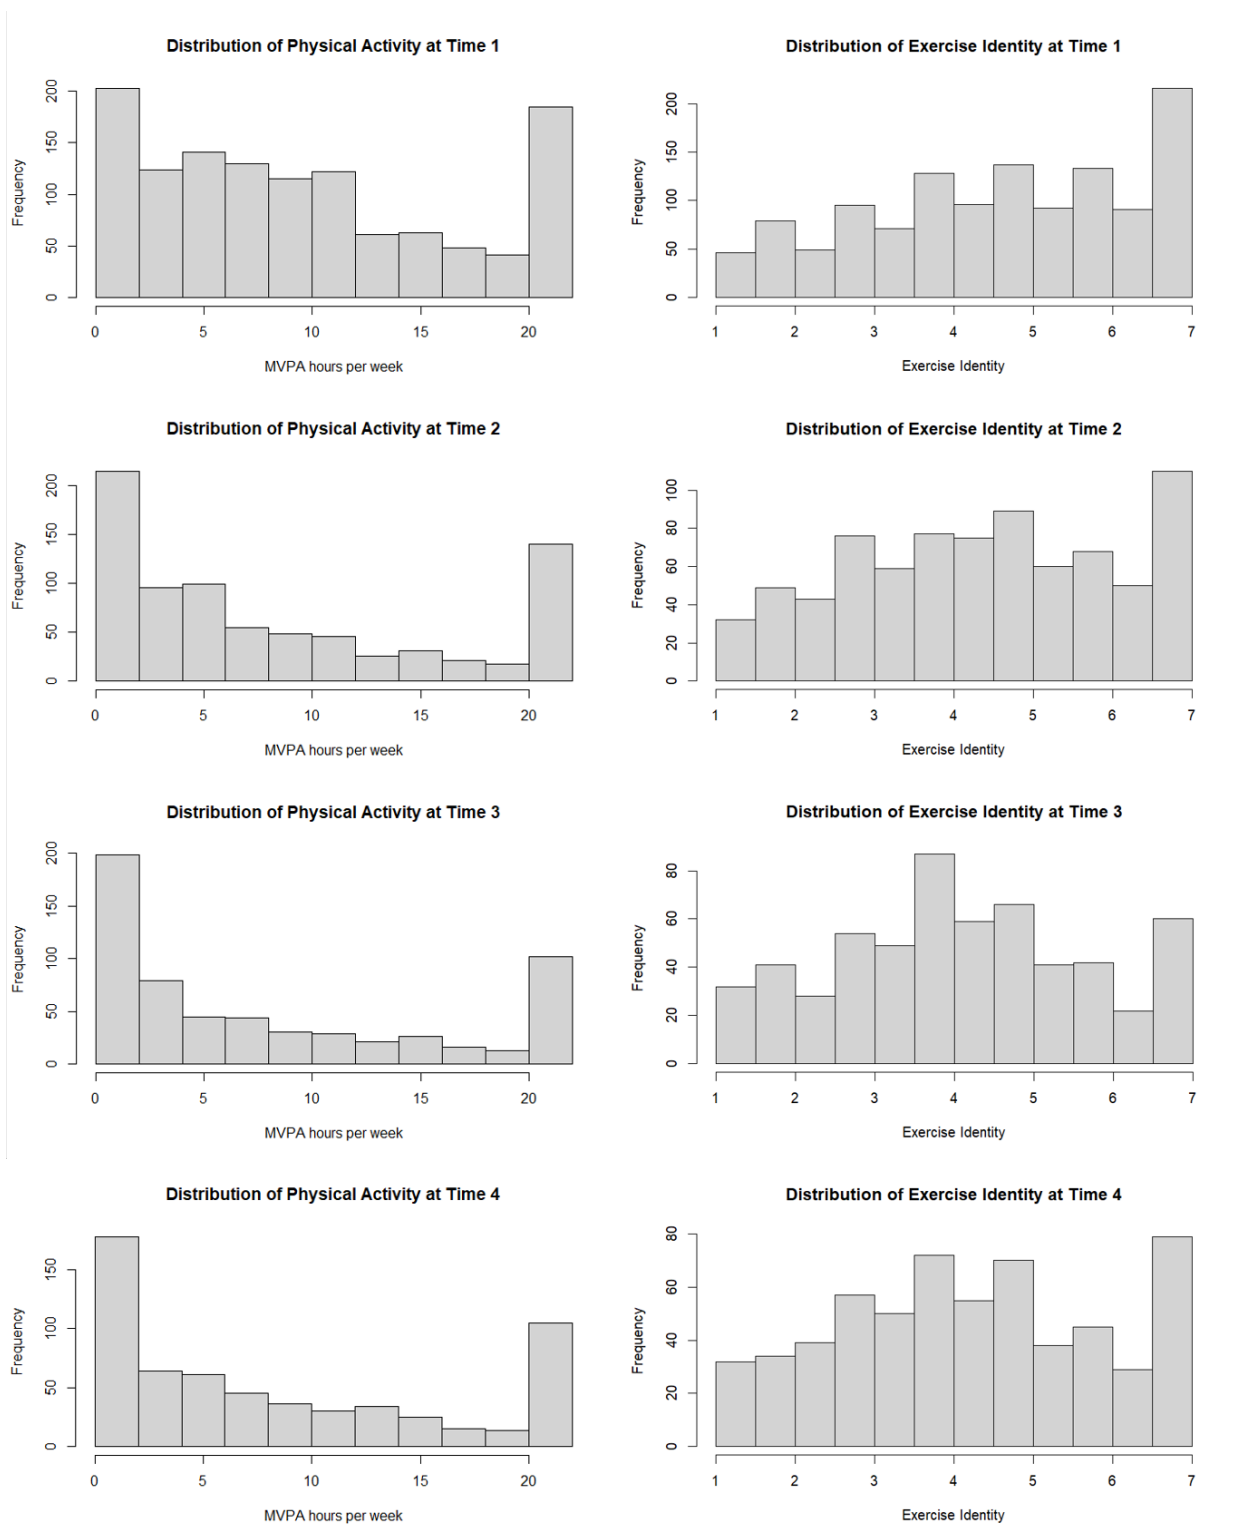 Distribution of Physical Activity at Time 1
Frequency
0 50 100 150 200
0 5 10 15 20
MVPA hours per week
Distribution of Exercise Identity at Time 1
Frequency
0 50 100 150 200
1 2 3 4 5 6 7
Exercise Identity
Distribution of Physical Activity at Time 2
Frequency
0 50 100 150 200
0 5 10 15 20
MVPA hours per week
Distribution of Exercise Identity at Time 2
Frequency
0 20 40 60 80 100
1 2 3 4 5 6 7
Exercise Identity
Distribution of Physical Activity at Time 3
Frequency
0 50 100 150 200
0 5 10 15 20
MVPA hours per week
Distribution of Exercise Identity at Time 3
Frequency
0 20 40 60 80
1 2 3 4 5 6 7
Exercise Identity
Distribution of Physical Activity at Time 4
Frequency
0 50 100 150
0 5 10 15 20
MVPA hours per week
Distribution of Exercise Identity at Time 4
Frequency
0 20 40 60 80
1 2 3 4 5 6 7
Exercise Identity